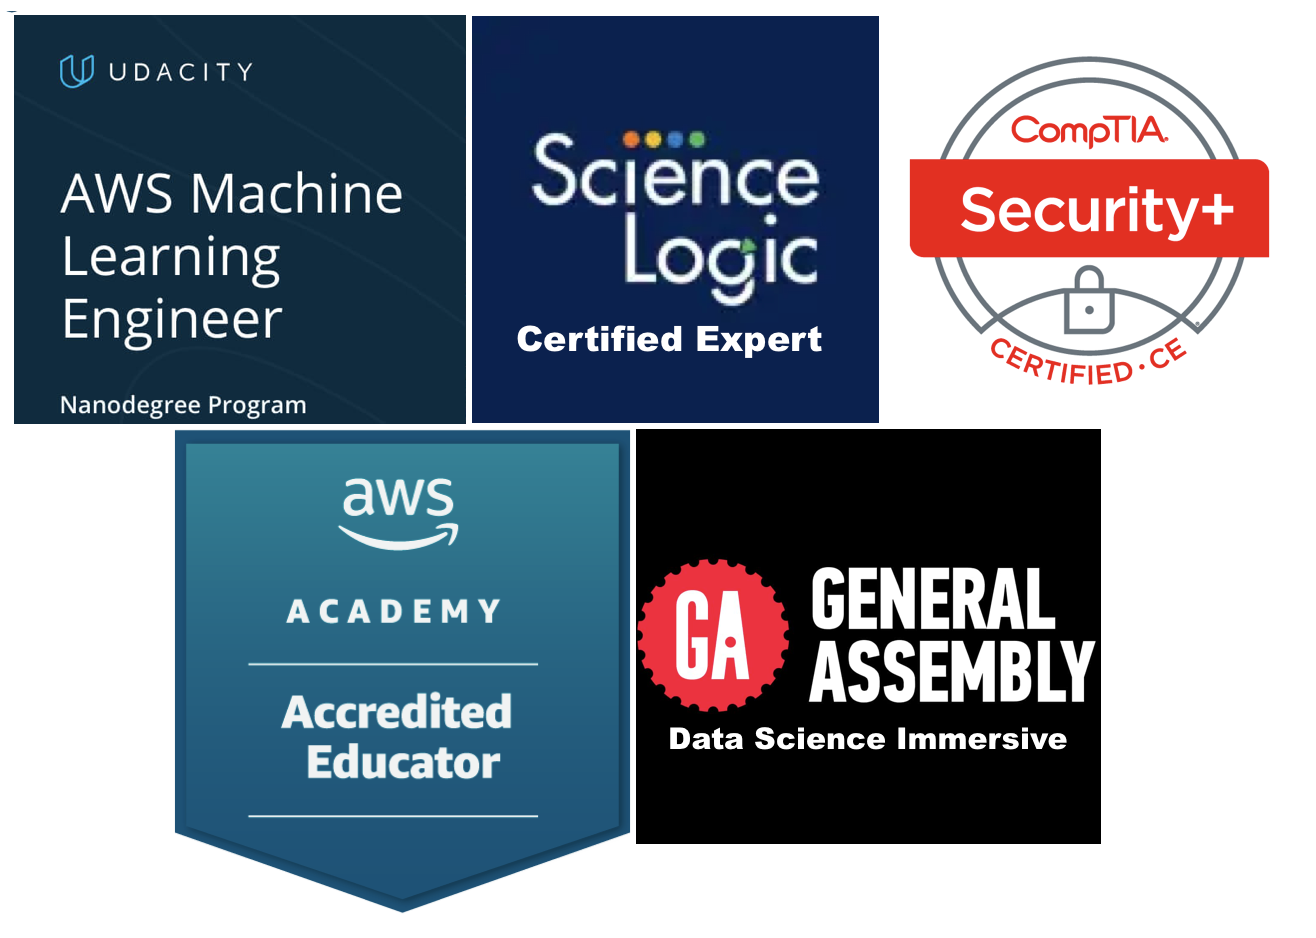 UDACITY
AWS Machine
Learning
Engineer
Nanodegree Program
Science
Logic
Certified Expert
CompTIA.
Security+
CERTIFIED·CE
aws
ACADEMY
Accredited
Educator
GA
GENERAL
ASSEMBLY
Data Science Immersive